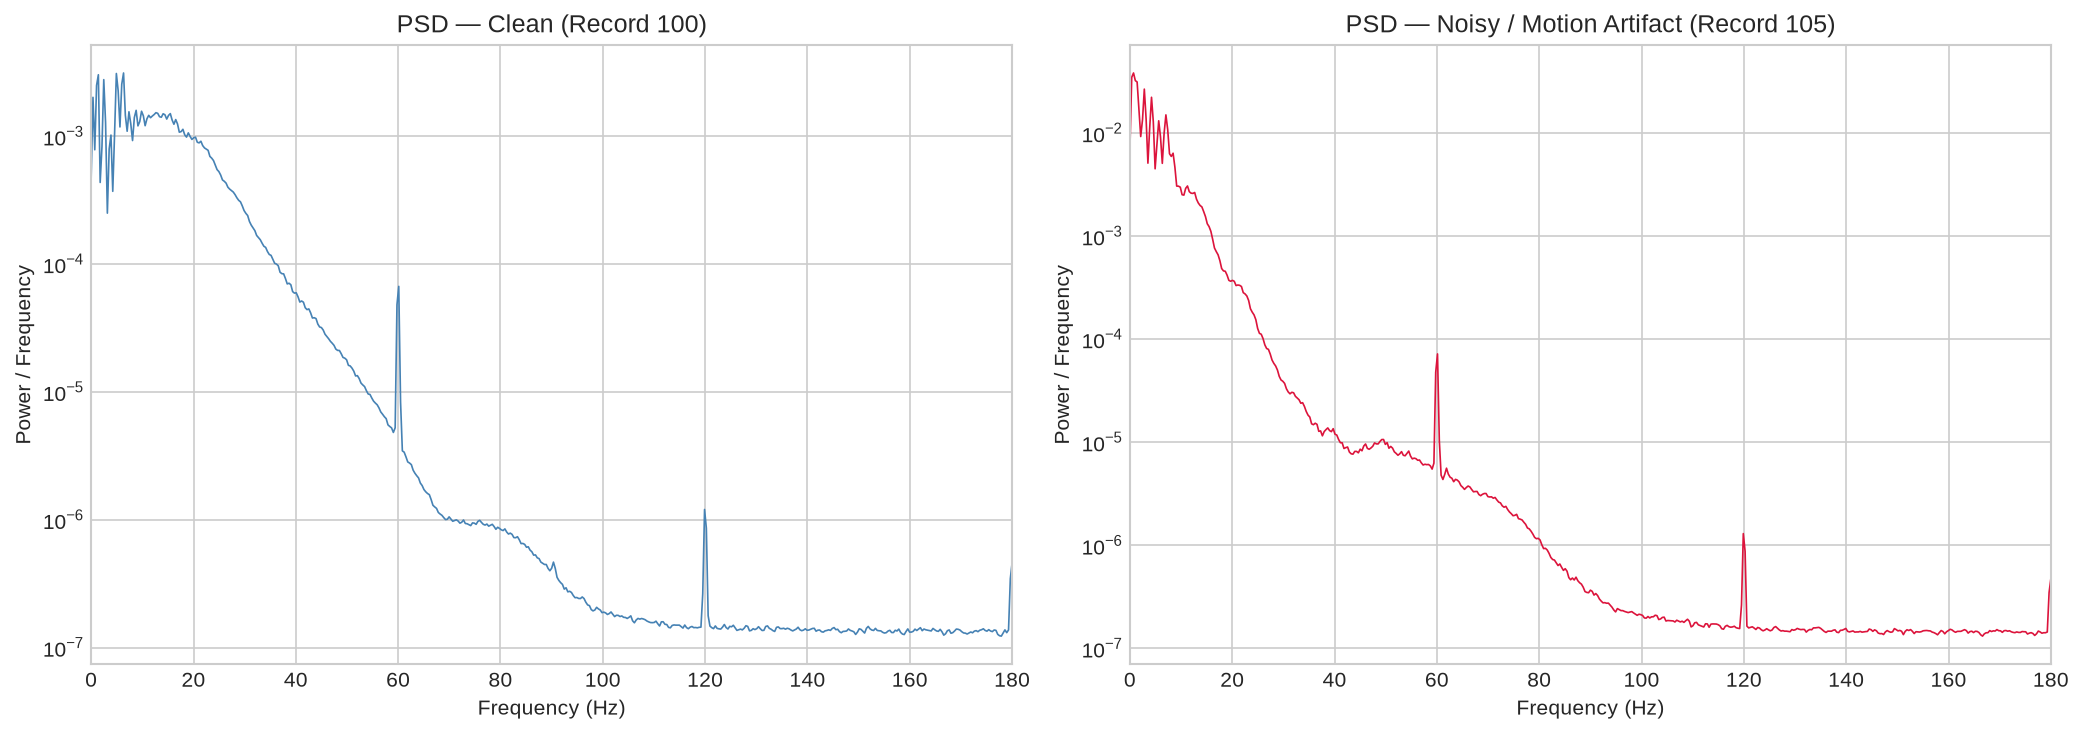 PSD — Clean (Record 100)
Power / Frequency
10⁻³
10⁻⁴
10⁻⁵
10⁻⁶
10⁻⁷
0 20 40 60 80 100 120 140 160 180
Frequency (Hz)
PSD — Noisy / Motion Artifact (Record 105)
Power / Frequency
10⁻²
10⁻³
10⁻⁴
10⁻⁵
10⁻⁶
10⁻⁷
0 20 40 60 80 100 120 140 160 180
Frequency (Hz)